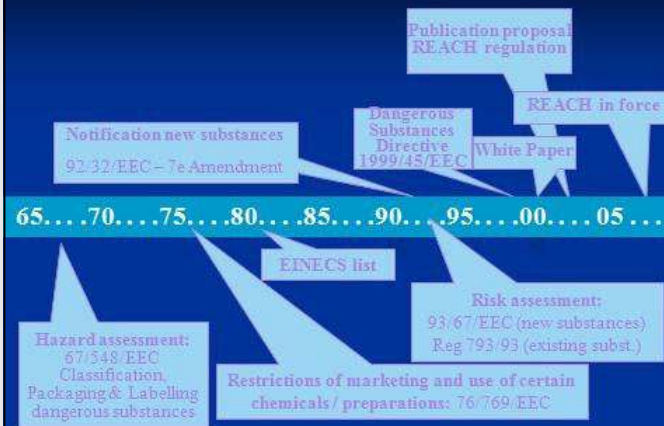 Publication proposal
REACH regulation
REACH in force
Dangerous
Substances
Directive
1999/45/EEC
White Paper
Notification new substances
92/32/EEC – 7e Amendment
65. . . .70. . . .75. . . .80. . . .85. . . .90. . . .95. . . .00. . . . 05 . . .
EINECS list
Risk assessment:
93/67/EEC (new substances)
Reg 793/93 (existing subst.)
Hazard assessment:
67/548/EEC
Classification,
Packaging & Labelling
dangerous substances
Restrictions of marketing and use of certain
chemicals / preparations: 76/769/EEC